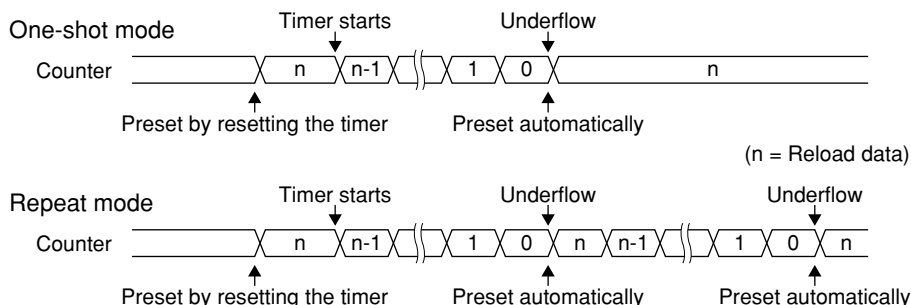 Timer starts Underflow
One-shot mode
Counter n n-1 1 0 n
Preset by resetting the timer Preset automatically
(n = Reload data)
Timer starts Underflow Underflow
Repeat mode
Counter n n-1 1 0 n n-1 1 0 n
Preset by resetting the timer Preset automatically Preset automatically